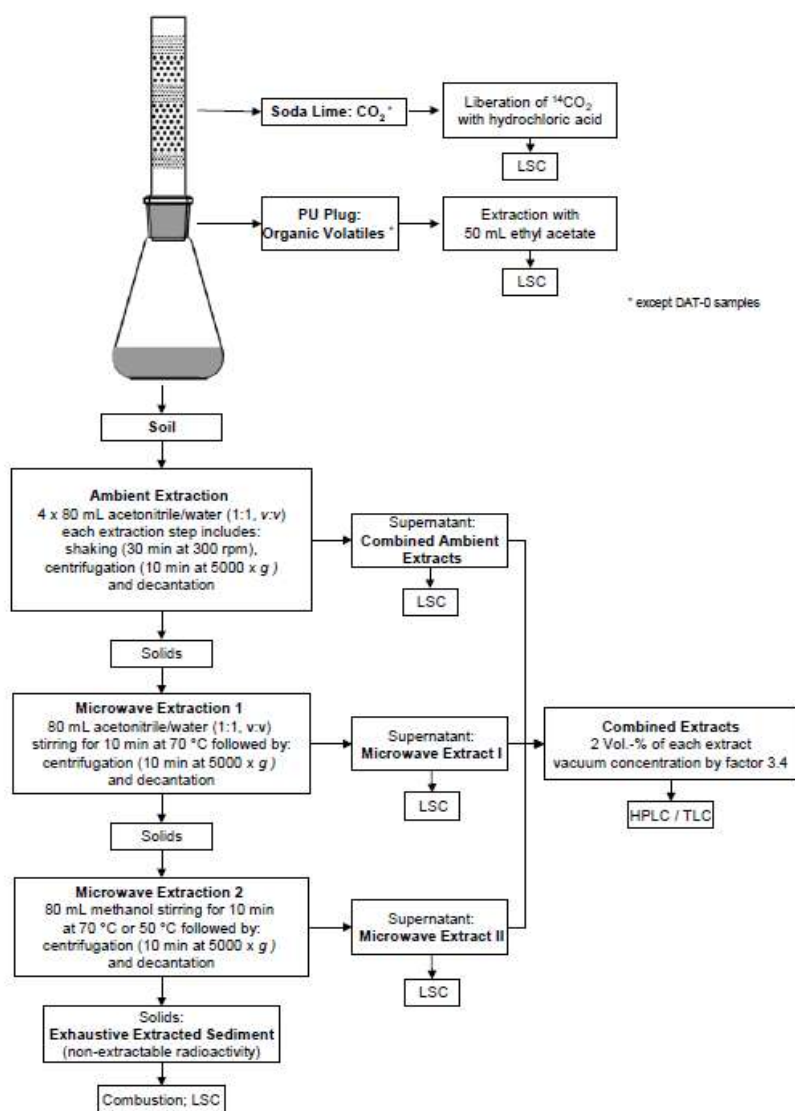 Soda Lime: CO₂ *
Liberation of ¹⁴CO₂
with hydrochloric acid
LSC
PU Plug:
Organic Volatiles *
Extraction with
50 mL ethyl acetate
LSC
* except DAT-0 samples
Soil
Ambient Extraction
4 x 80 mL acetonitrile/water (1:1, v:v)
each extraction step includes:
shaking (30 min at 300 rpm),
centrifugation (10 min at 5000 x g )
and decantation
Supernatant:
Combined Ambient
Extracts
LSC
Solids
Microwave Extraction 1
80 mL acetonitrile/water (1:1, v:v)
stirring for 10 min at 70 °C followed by:
centrifugation (10 min at 5000 x g )
and decantation
Supernatant:
Microwave Extract I
LSC
Combined Extracts
2 Vol.-% of each extract
vacuum concentration by factor 3.4
HPLC / TLC
Solids
Microwave Extraction 2
80 mL methanol stirring for 10 min
at 70 °C or 50 °C followed by:
centrifugation (10 min at 5000 x g )
and decantation
Supernatant:
Microwave Extract II
LSC
Solids:
Exhaustive Extracted Sediment
(non-extractable radioactivity)
Combustion; LSC